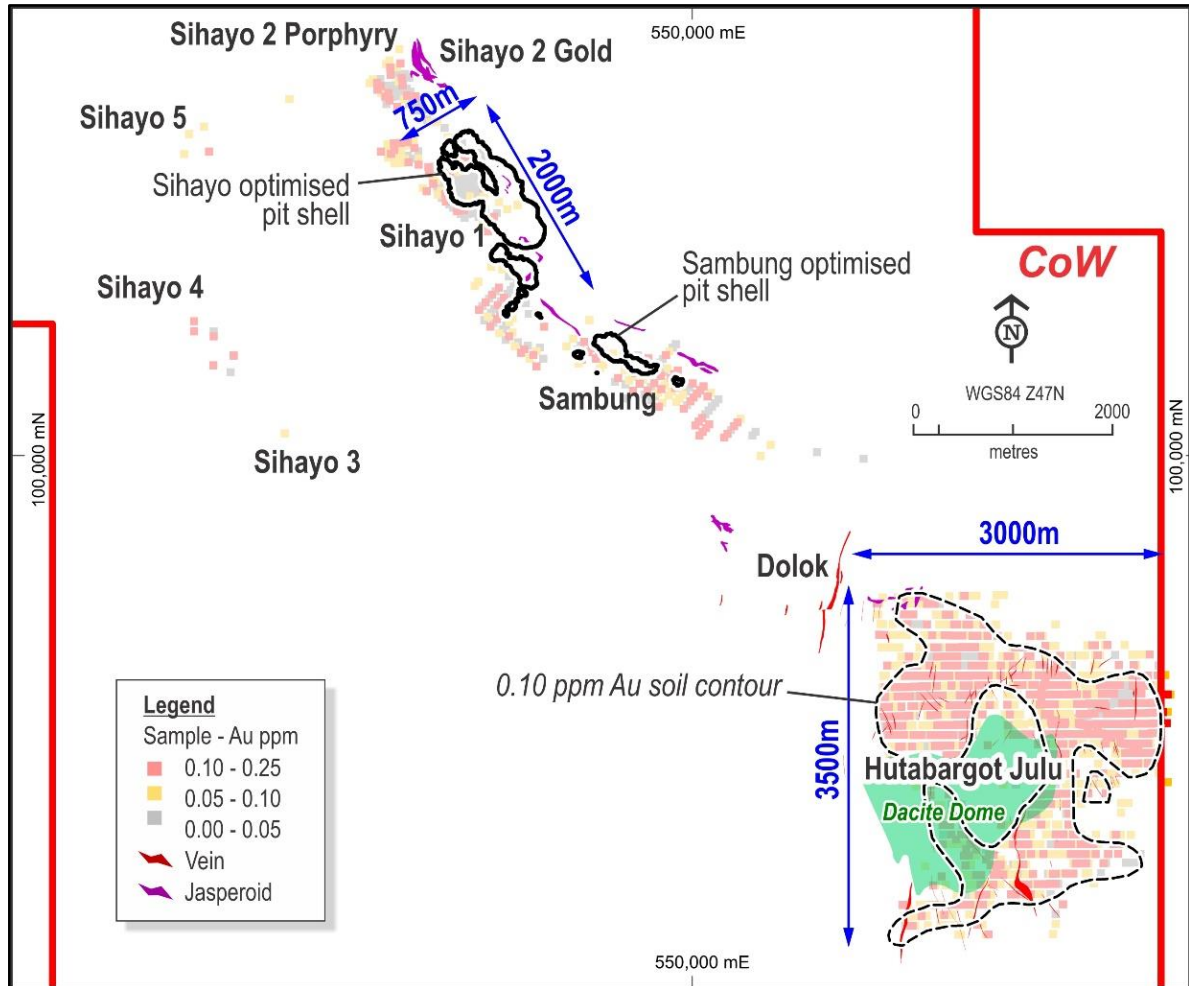 550,000 mE
Sihayo 2 Porphyry
Sihayo 2 Gold
750m
Sihayo 5
2000m
Sihayo optimised
pit shell
Sihayo 1
CoW
Sambung optimised
pit shell
Sihayo 4
N
WGS84 Z47N
0 2000
metres
Sambung
100,000 mN
100,000 mN
Sihayo 3
3000m
Dolok
0.10 ppm Au soil contour
3500m
Hutabargot Julu
Dacite Dome
Legend
Sample - Au ppm
0.10 - 0.25
0.05 - 0.10
0.00 - 0.05
Vein
Jasperoid
550,000 mE